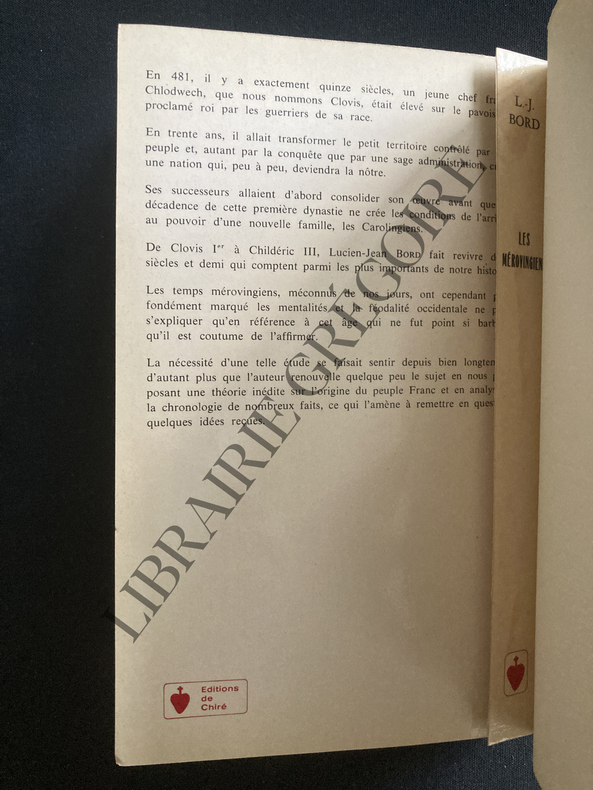 En 481, il y a exactement quinze siècles, un jeune chef
Chlodwech, que nous nommons Clovis, était élevé sur le pavois
proclamé roi par les guerriers de sa race.
En trente ans, il allait transformer le petit territoire contrôlé par
peuple et, autant par la conquête que par une sage administration,
une nation qui, peu à peu, deviendra la nôtre.
Ses successeurs allaient d'abord consolider son œuvre avant que
décadence de cette première dynastie ne crée les conditions de l'arri
au pouvoir d'une nouvelle famille, les Carolingiens.
De Clovis Ier à Childéric III, Lucien-Jean BORD fait revivre
siècles et demi qui comptent parmi les plus importants de notre histo
Les temps mérovingiens, méconnus de nos jours, ont cependant
fondément marqué les mentalités et la féodalité occidentale ne
s'expliquer qu'en référence à cet âge qui ne fut point si barb
qu'il est coutume de l'affirmer.
La nécessité d'une telle étude se faisait sentir depuis bien longtem
d'autant plus que l'auteur renouvelle quelque peu le sujet en nous
posant une théorie inédite sur l'origine du peuple Franc et en analy
la chronologie de nombreux faits, ce qui l'amène à remettre en ques
quelques idées reçues.
Editions
de
Chiré
L.-J.
BORD
LES
MÉROVINGIEN
LIBRAIRIE GRÉGOIRE